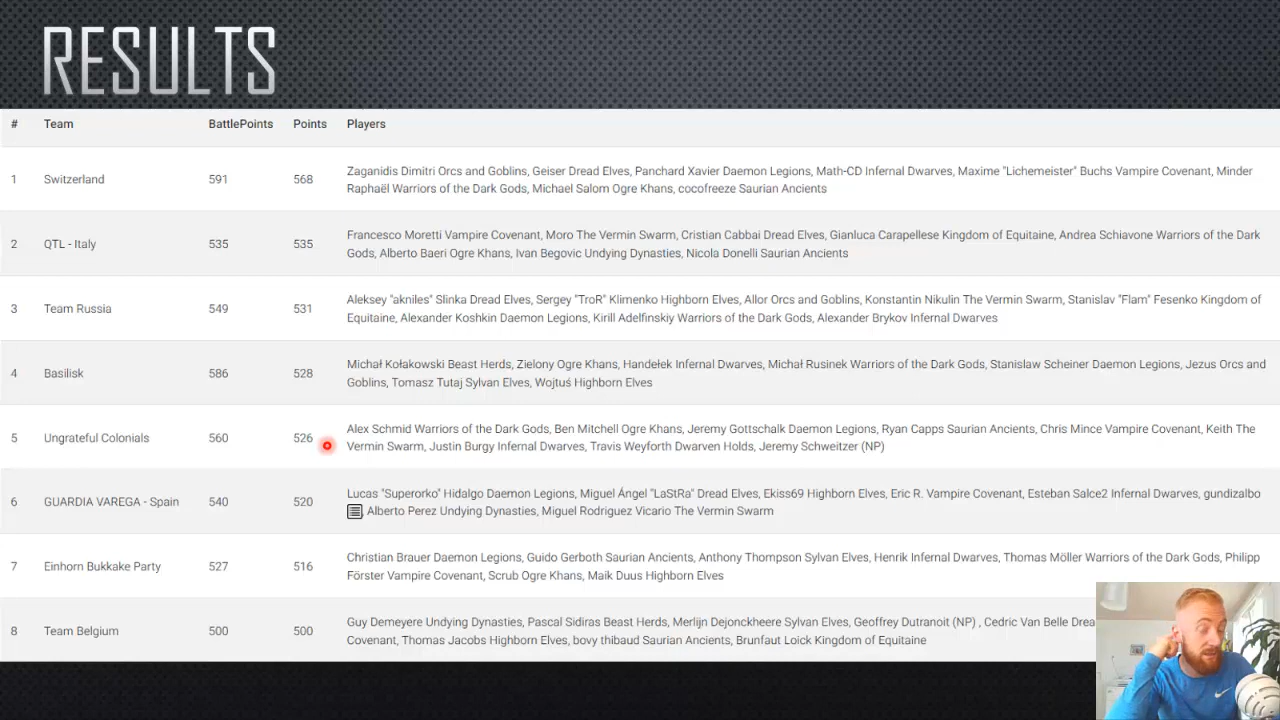 RESULTS
# Team BattlePoints Points Players
1 Switzerland 591 568 Zaganidis Dimitri Orcs and Goblins, Geiser Dread Elves, Panchard Xavier Daemon Legions, Math-CD Infernal Dwarves, Maxime "Lichemeister" Buchs Vampire Covenant, Minder
Raphaël Warriors of the Dark Gods, Michael Salom Ogre Khans, cocofreeze Saurian Ancients
2 QTL - Italy 535 535 Francesco Moretti Vampire Covenant, Moro The Vermin Swarm, Cristian Cabbai Dread Elves, Gianluca Carapellese Kingdom of Equitaine, Andrea Schiavone Warriors of the Dark
Gods, Alberto Baeri Ogre Khans, Ivan Begovic Undying Dynasties, Nicola Donelli Saurian Ancients
3 Team Russia 549 531 Aleksey "akniles" Slinka Dread Elves, Sergey "TroR" Klimenko Highborn Elves, Allor Orcs and Goblins, Konstantin Nikulin The Vermin Swarm, Stanislav "Flam" Fesenko Kingdom of
Equitaine, Alexander Koshkin Daemon Legions, Kirill Adelfinskiy Warriors of the Dark Gods, Alexander Brykov Infernal Dwarves
4 Basilisk 586 528 Michał Kołakowski Beast Herds, Zielony Ogre Khans, Handełek Infernal Dwarves, Michał Rusinek Warriors of the Dark Gods, Stanislaw Scheiner Daemon Legions, Jezus Orcs and
Goblins, Tomasz Tutaj Sylvan Elves, Wojtuś Highborn Elves
5 Ungrateful Colonials 560 526 Alex Schmid Warriors of the Dark Gods, Ben Mitchell Ogre Khans, Jeremy Gottschalk Daemon Legions, Ryan Capps Saurian Ancients, Chris Mince Vampire Covenant, Keith The
Vermin Swarm, Justin Burgy Infernal Dwarves, Travis Weyforth Dwarven Holds, Jeremy Schweitzer (NP)
6 GUARDIA VAREGA - Spain 540 520 Lucas "Superorko" Hidalgo Daemon Legions, Miguel Ángel "LaStRa" Dread Elves, Ekiss69 Highborn Elves, Eric R. Vampire Covenant, Esteban Salce2 Infernal Dwarves, gundizalbo
Alberto Perez Undying Dynasties, Miguel Rodriguez Vicario The Vermin Swarm
7 Einhorn Bukkake Party 527 516 Christian Brauer Daemon Legions, Guido Gerboth Saurian Ancients, Anthony Thompson Sylvan Elves, Henrik Infernal Dwarves, Thomas Möller Warriors of the Dark Gods, Philipp
Förster Vampire Covenant, Scrub Ogre Khans, Maik Duus Highborn Elves
8 Team Belgium 500 500 Guy Demeyere Undying Dynasties, Pascal Sidiras Beast Herds, Merlijn Dejonckheere Sylvan Elves, Geoffrey Dutranoit (NP) , Cedric Van Belle Drea
Covenant, Thomas Jacobs Highborn Elves, bovy thibaud Saurian Ancients, Brunfaut Loick Kingdom of Equitaine